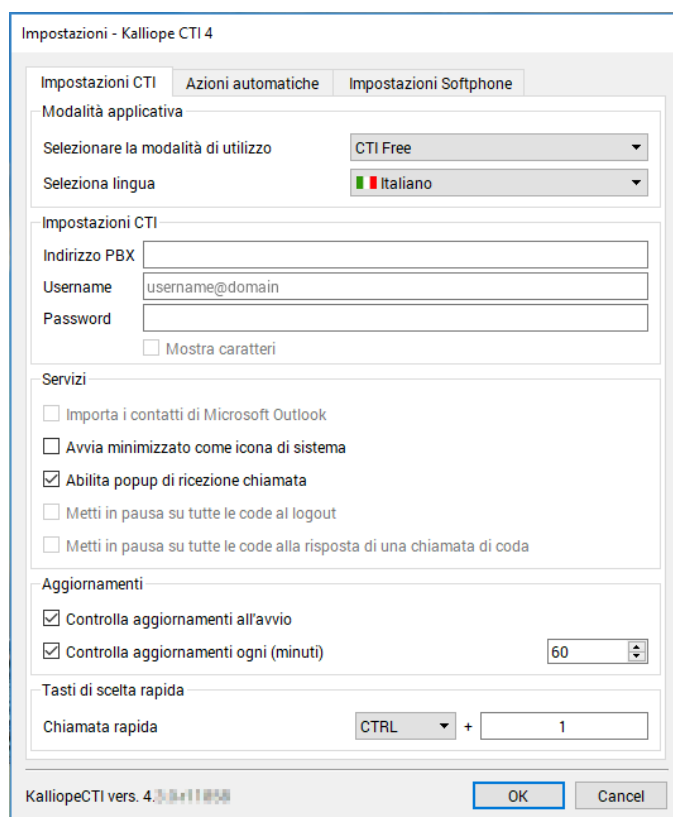 Impostazioni - Kalliope CTI 4
Impostazioni CTI Azioni automatiche Impostazioni Softphone
Modalità applicativa
Selezionare la modalità di utilizzo CTI Free
Seleziona lingua Italiano
Impostazioni CTI
Indirizzo PBX
Username username@domain
Password
Mostra caratteri
Servizi
Importa i contatti di Microsoft Outlook
Avvia minimizzato come icona di sistema
Abilita popup di ricezione chiamata
Metti in pausa su tutte le code al logout
Metti in pausa su tutte le code alla risposta di una chiamata di coda
Aggiornamenti
Controlla aggiornamenti all'avvio
Controlla aggiornamenti ogni (minuti) 60
Tasti di scelta rapida
Chiamata rapida CTRL + 1
KalliopeCTI vers. 4. OK Cancel